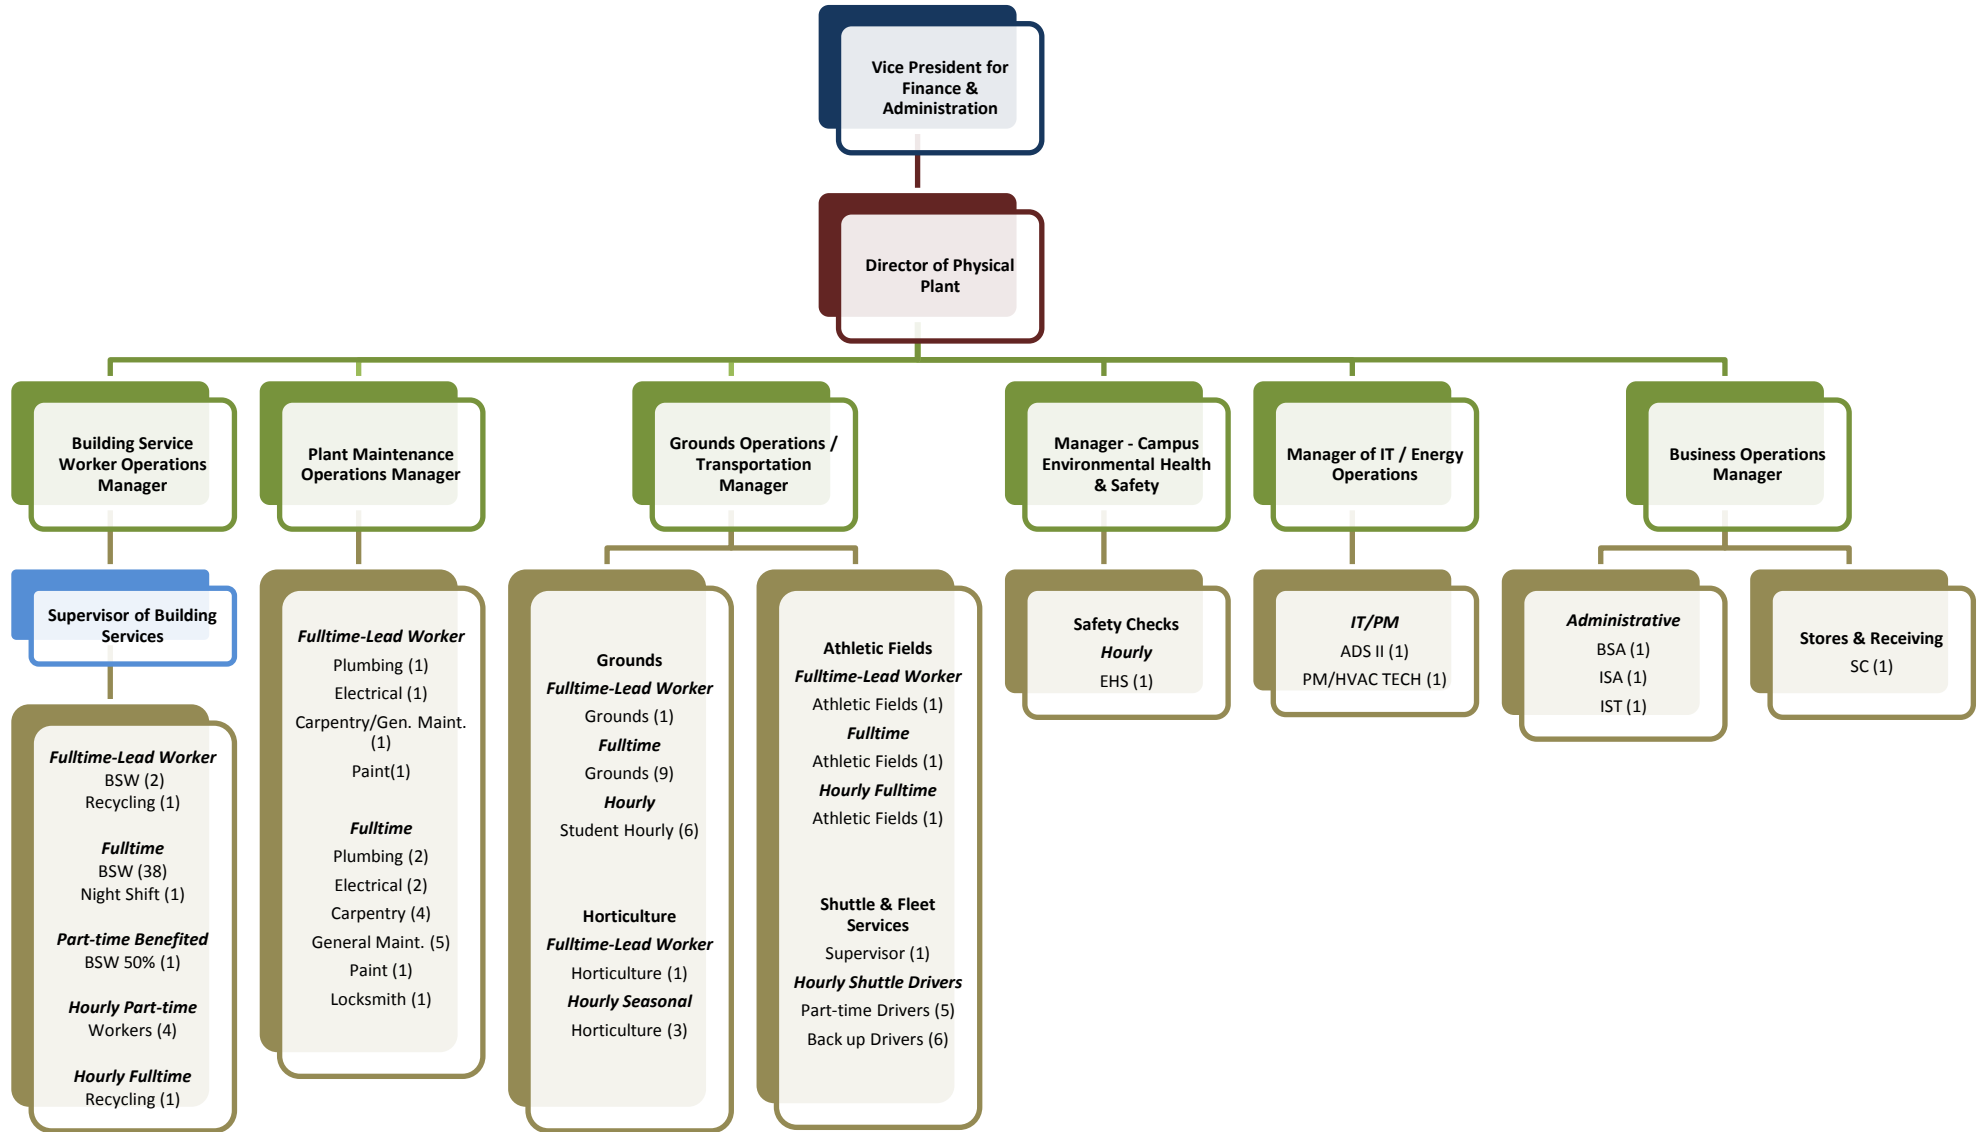 Vice President for
Finance &
Administration
Director of Physical
Plant
Building Service
Worker Operations
Manager
Plant Maintenance
Operations Manager
Grounds Operations /
Transportation
Manager
Manager - Campus
Environmental Health
& Safety
Manager of IT / Energy
Operations
Business Operations
Manager
Supervisor of Building
Services
Fulltime-Lead Worker
BSW (2)
Recycling (1)
Fulltime
BSW (38)
Night Shift (1)
Part-time Benefited
BSW 50% (1)
Hourly Part-time
Workers (4)
Hourly Fulltime
Recycling (1)
Fulltime-Lead Worker
Plumbing (1)
Electrical (1)
Carpentry/Gen. Maint.
(1)
Paint(1)
Fulltime
Plumbing (2)
Electrical (2)
Carpentry (4)
General Maint. (5)
Paint (1)
Locksmith (1)
Grounds
Fulltime-Lead Worker
Grounds (1)
Fulltime
Grounds (9)
Hourly
Student Hourly (6)
Horticulture
Fulltime-Lead Worker
Horticulture (1)
Hourly Seasonal
Horticulture (3)
Athletic Fields
Fulltime-Lead Worker
Athletic Fields (1)
Fulltime
Athletic Fields (1)
Hourly Fulltime
Athletic Fields (1)
Shuttle & Fleet
Services
Supervisor (1)
Hourly Shuttle Drivers
Part-time Drivers (5)
Back up Drivers (6)
Safety Checks
Hourly
EHS (1)
IT/PM
ADS II (1)
PM/HVAC TECH (1)
Administrative
BSA (1)
ISA (1)
IST (1)
Stores & Receiving
SC (1)